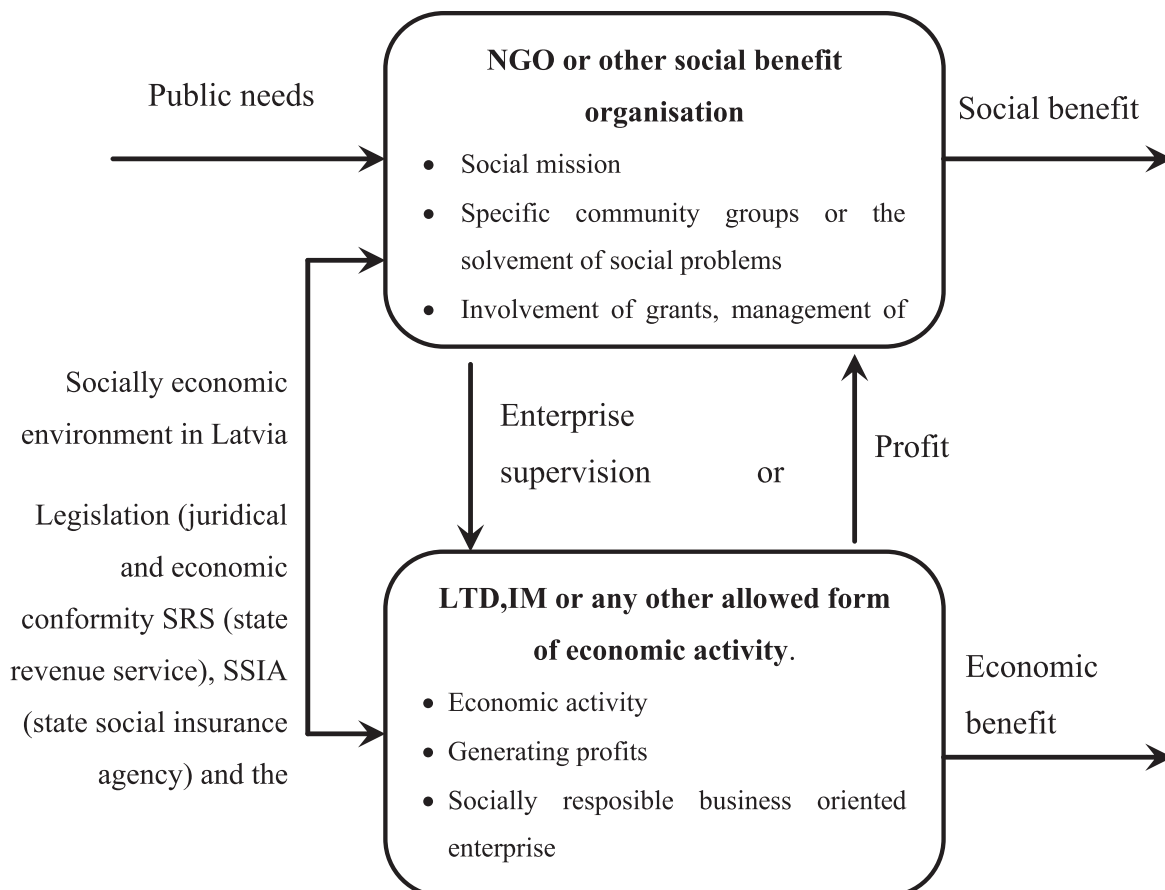 Public needs
NGO or other social benefit
organisation
• Social mission
• Specific community groups or the
solvement of social problems
• Involvement of grants, management of
Social benefit
Socially economic
environment in Latvia
Legislation (juridical
and economic
conformity SRS (state
revenue service), SSIA
(state social insurance
agency) and the
Enterprise
supervision or
Profit
LTD,IM or any other allowed form
of economic activity.
• Economic activity
• Generating profits
• Socially resposible business oriented
enterprise
Economic
benefit